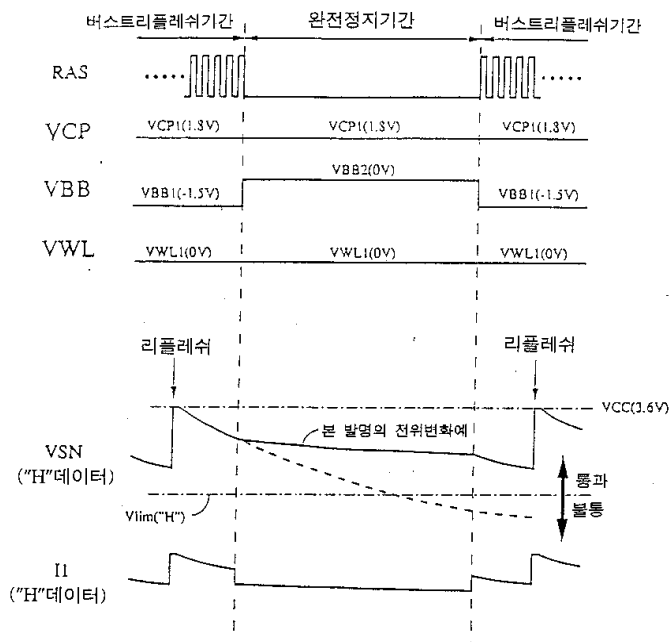 버스트리플레쉬기간 완전정지기간 버스트리플레쉬기간
RAS
VCP VCP1(1.8V) VCP1(1.8V) VCP1(1.8V)
VBB VBB1(-1.5V) VBB2(0V) VBB1(-1.5V)
VWL VWL1(0V) VWL1(0V) VWL1(0V)
리플레쉬 리플레쉬
VCC(3.6V)
본 발명의 전위변화예
VSN
("H"데이터)
통과
Vlim("H") 불통
I1
("H"데이터)